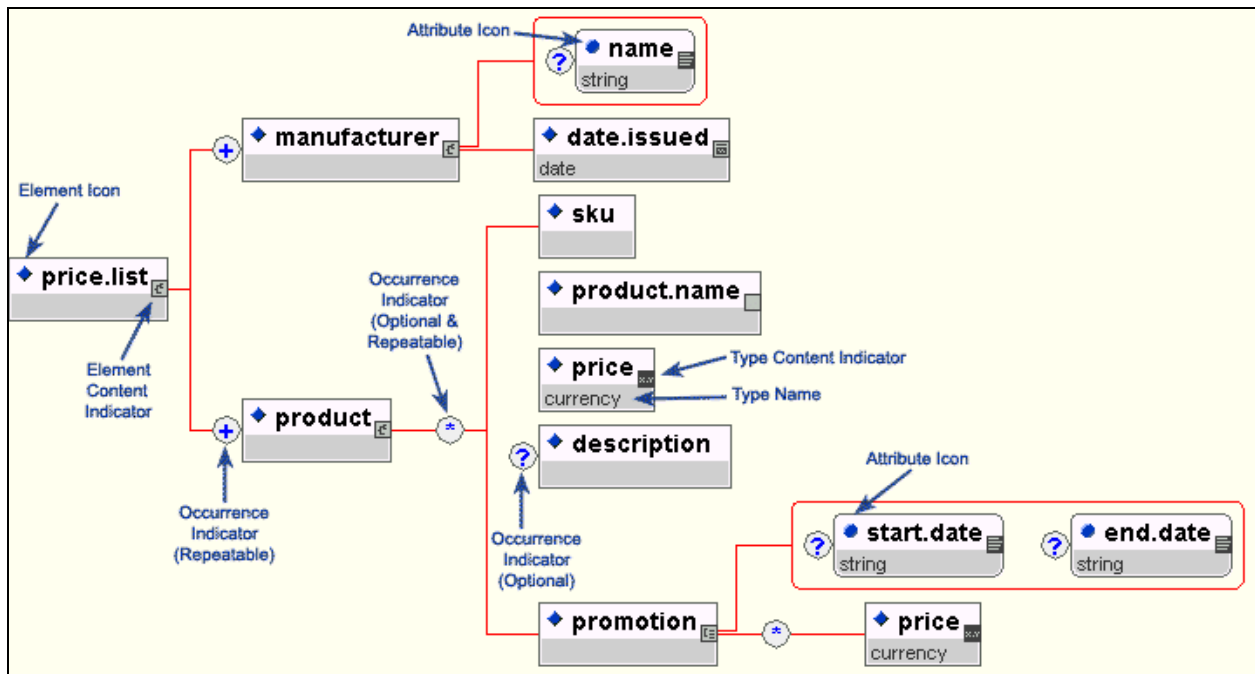 Attribute Icon
name
?
string
manufacturer
+
date.issued
date
Element Icon
sku
price.list
Occurrence
Indicator
(Optional &
Repeatable)
product.name
Element
Content
Indicator
price
x.y
currency
Type Content Indicator
Type Name
+
product
*
?
description
Attribute Icon
Occurrence
Indicator
(Repeatable)
Occurrence
Indicator
(Optional)
?
start.date
string
?
end.date
string
promotion
*
price
x.y
currency